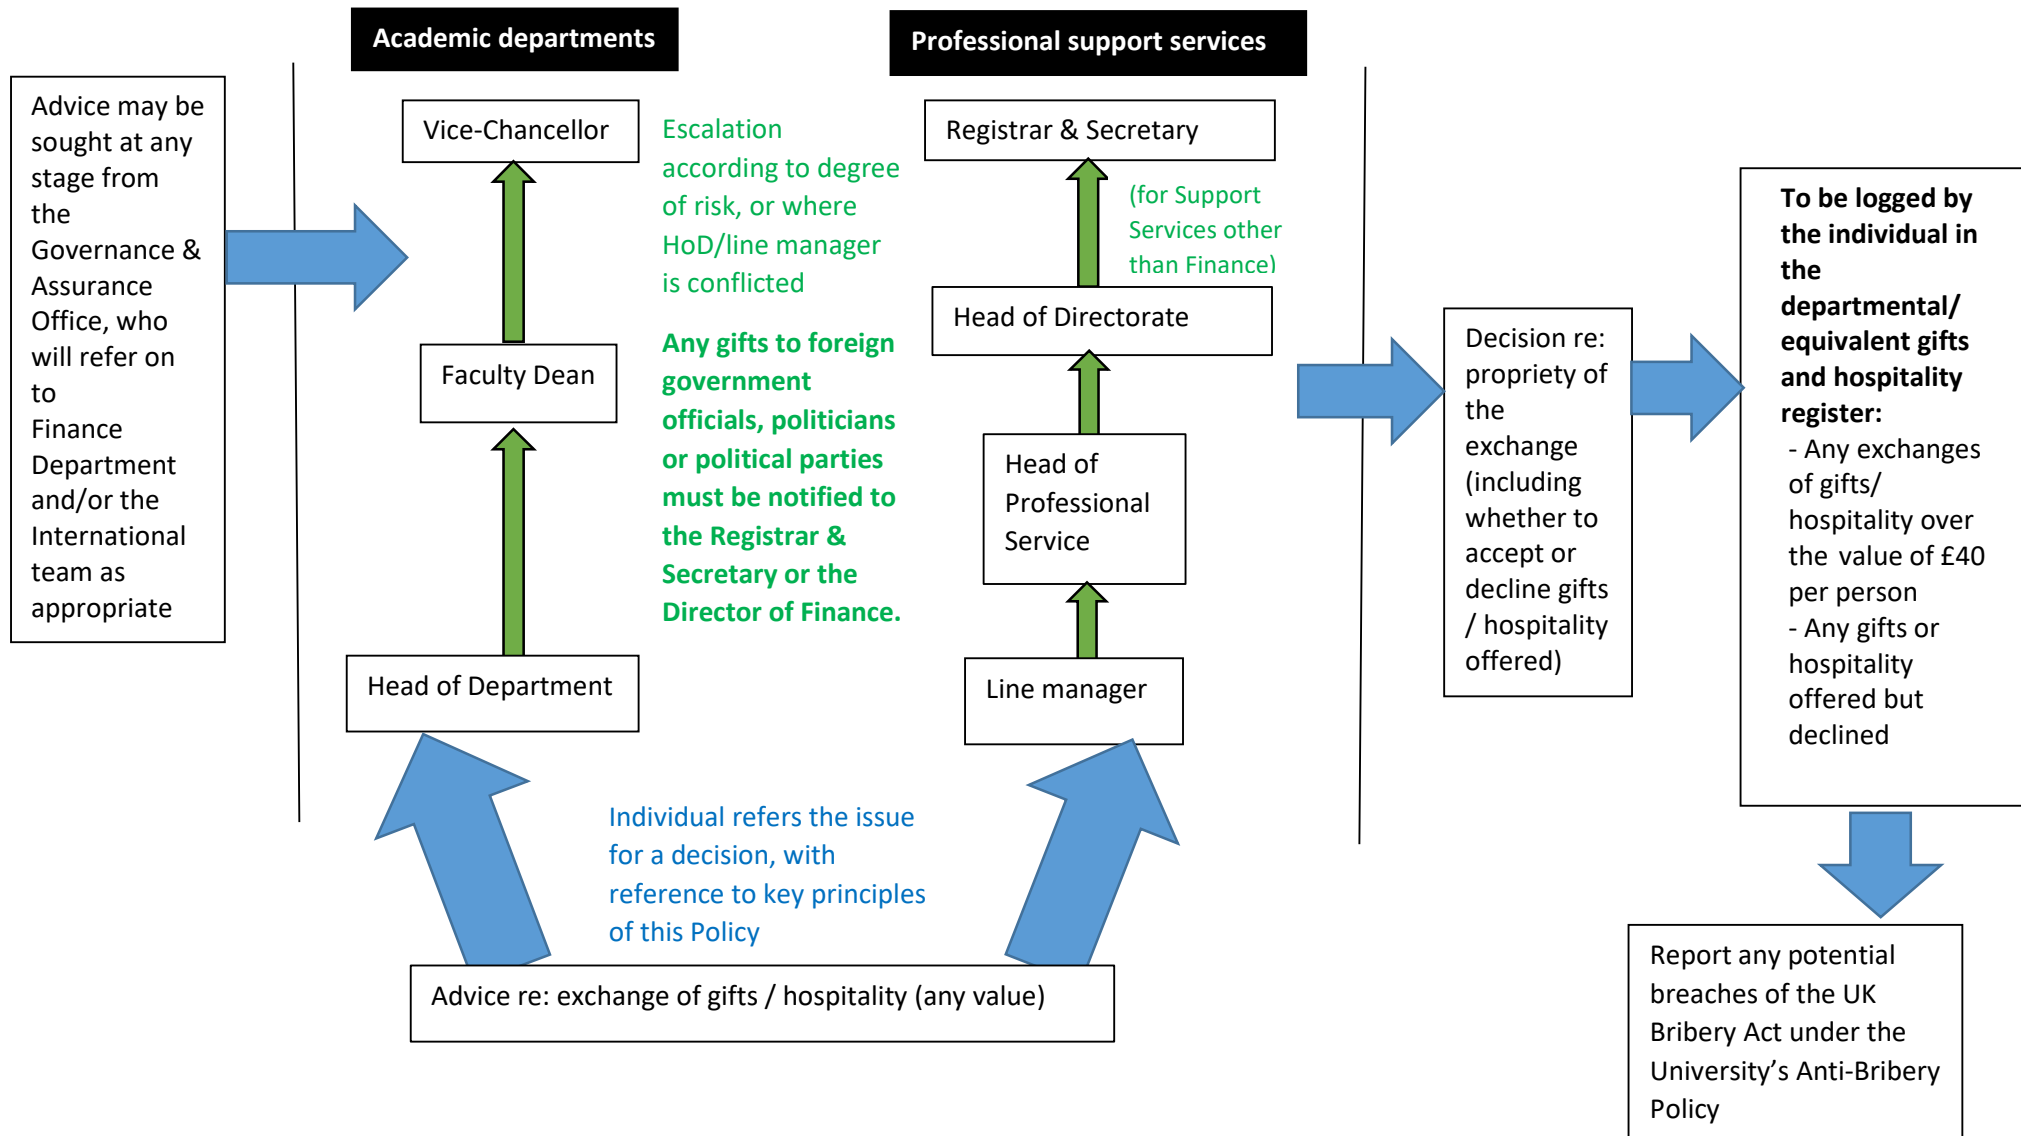 Academic departments
Professional support services
Advice may be
sought at any
stage from
the
Governance &
Assurance
Office, who
will refer on
to
Finance
Department
and/or the
International
team as
appropriate
Vice-Chancellor
Faculty Dean
Head of Department
Escalation
according to degree
of risk, or where
HoD/line manager
is conflicted
Any gifts to foreign
government
officials, politicians
or political parties
must be notified to
the Registrar &
Secretary or the
Director of Finance.
Registrar & Secretary
(for Support
Services other
than Finance)
Head of Directorate
Head of
Professional
Service
Line manager
Individual refers the issue
for a decision, with
reference to key principles
of this Policy
Advice re: exchange of gifts / hospitality (any value)
Decision re:
propriety of
the
exchange
(including
whether to
accept or
decline gifts
/ hospitality
offered)
To be logged by
the individual in
the
departmental/
equivalent gifts
and hospitality
register:
- Any exchanges
of gifts/
hospitality over
the value of £40
per person
- Any gifts or
hospitality
offered but
declined
Report any potential
breaches of the UK
Bribery Act under the
University’s Anti-Bribery
Policy